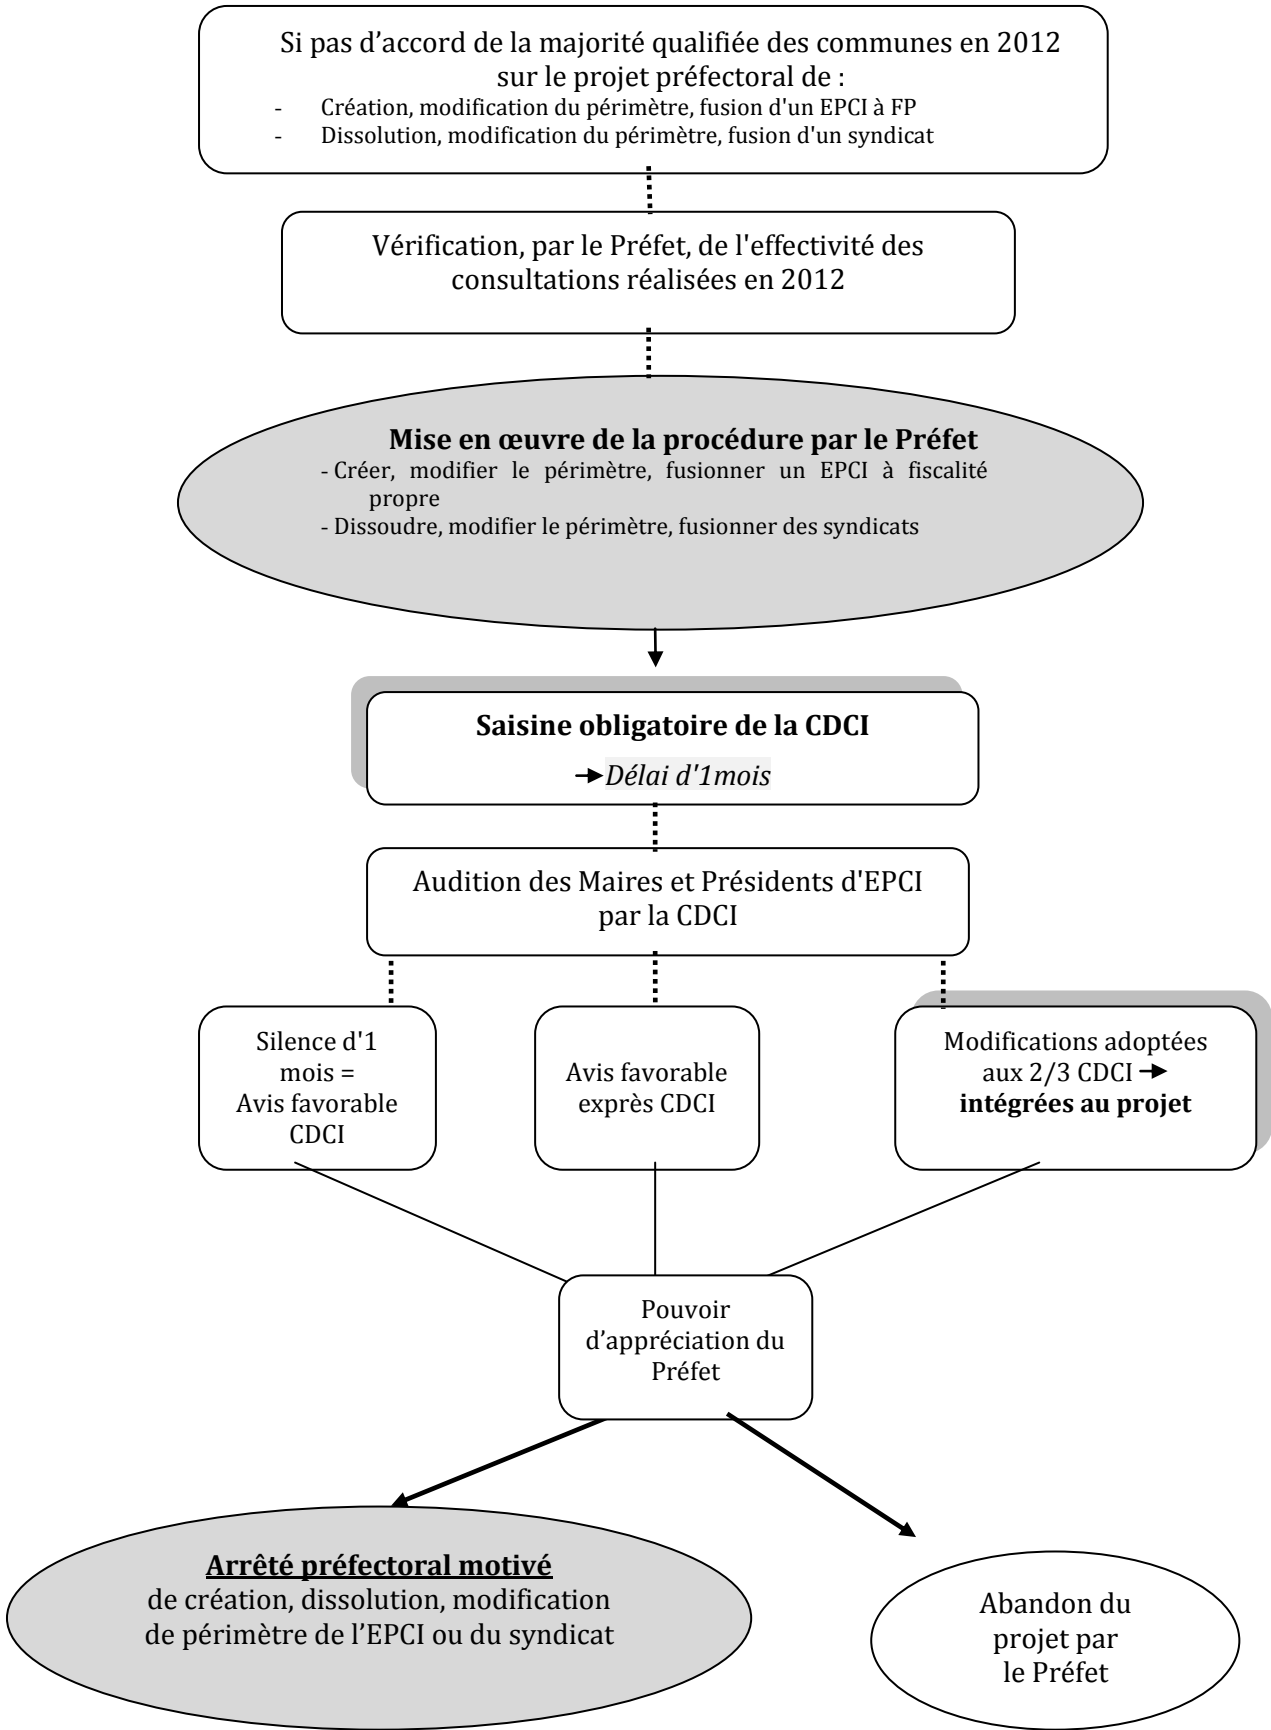 Si pas d’accord de la majorité qualifiée des communes en 2012
sur le projet préfectoral de :
- Création, modification du périmètre, fusion d'un EPCI à FP
- Dissolution, modification du périmètre, fusion d'un syndicat
Vérification, par le Préfet, de l'effectivité des
consultations réalisées en 2012
Mise en œuvre de la procédure par le Préfet
- Créer, modifier le périmètre, fusionner un EPCI à fiscalité
propre
- Dissoudre, modifier le périmètre, fusionner des syndicats
Saisine obligatoire de la CDCI
→Délai d'1mois
Audition des Maires et Présidents d'EPCI
par la CDCI
Silence d'1
mois =
Avis favorable
CDCI
Avis favorable
exprès CDCI
Modifications adoptées
aux 2/3 CDCI →
intégrées au projet
Pouvoir
d’appréciation du
Préfet
Arrêté préfectoral motivé
de création, dissolution, modification
de périmètre de l’EPCI ou du syndicat
Abandon du
projet par
le Préfet